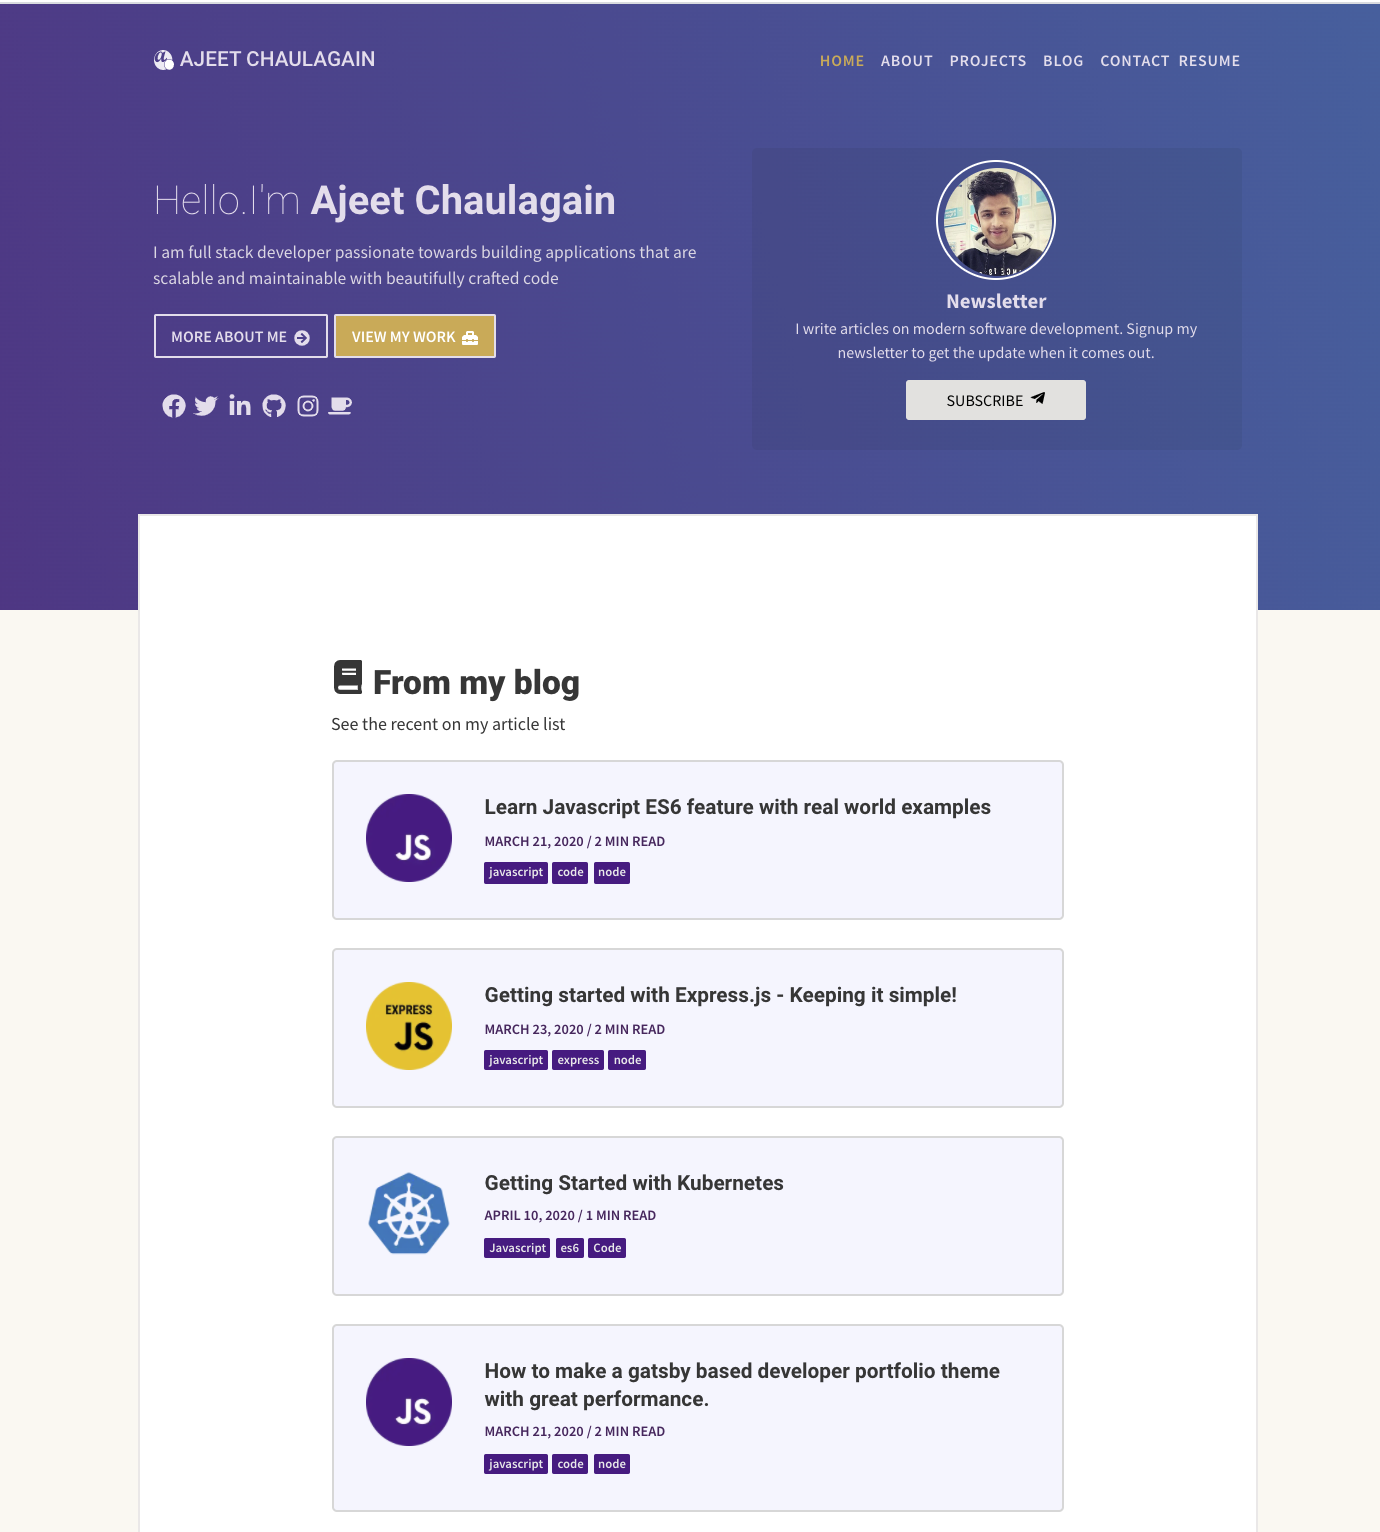 AJEET CHAULAGAIN
HOME ABOUT PROJECTS BLOG CONTACT RESUME
Hello.I'm Ajeet Chaulagain
I am full stack developer passionate towards building applications that are
scalable and maintainable with beautifully crafted code
MORE ABOUT ME
VIEW MY WORK
Newsletter
I write articles on modern software development. Signup my
newsletter to get the update when it comes out.
SUBSCRIBE
From my blog
See the recent on my article list
JS
Learn Javascript ES6 feature with real world examples
MARCH 21, 2020 / 2 MIN READ
javascript code node
EXPRESS
JS
Getting started with Express.js - Keeping it simple!
MARCH 23, 2020 / 2 MIN READ
javascript express node
Getting Started with Kubernetes
APRIL 10, 2020 / 1 MIN READ
Javascript es6 Code
JS
How to make a gatsby based developer portfolio theme
with great performance.
MARCH 21, 2020 / 2 MIN READ
javascript code node